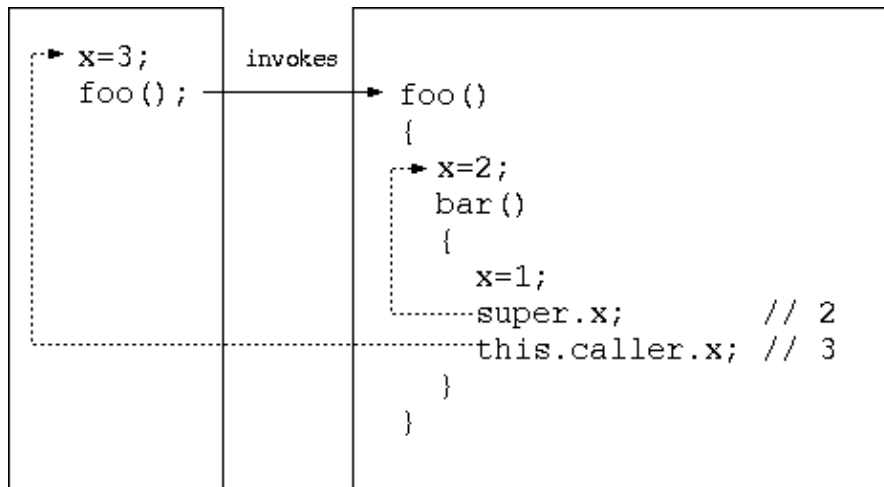 x=3;
foo();
invokes
foo()
{
x=2;
bar()
{
x=1;
super.x; // 2
this.caller.x; // 3
}
}